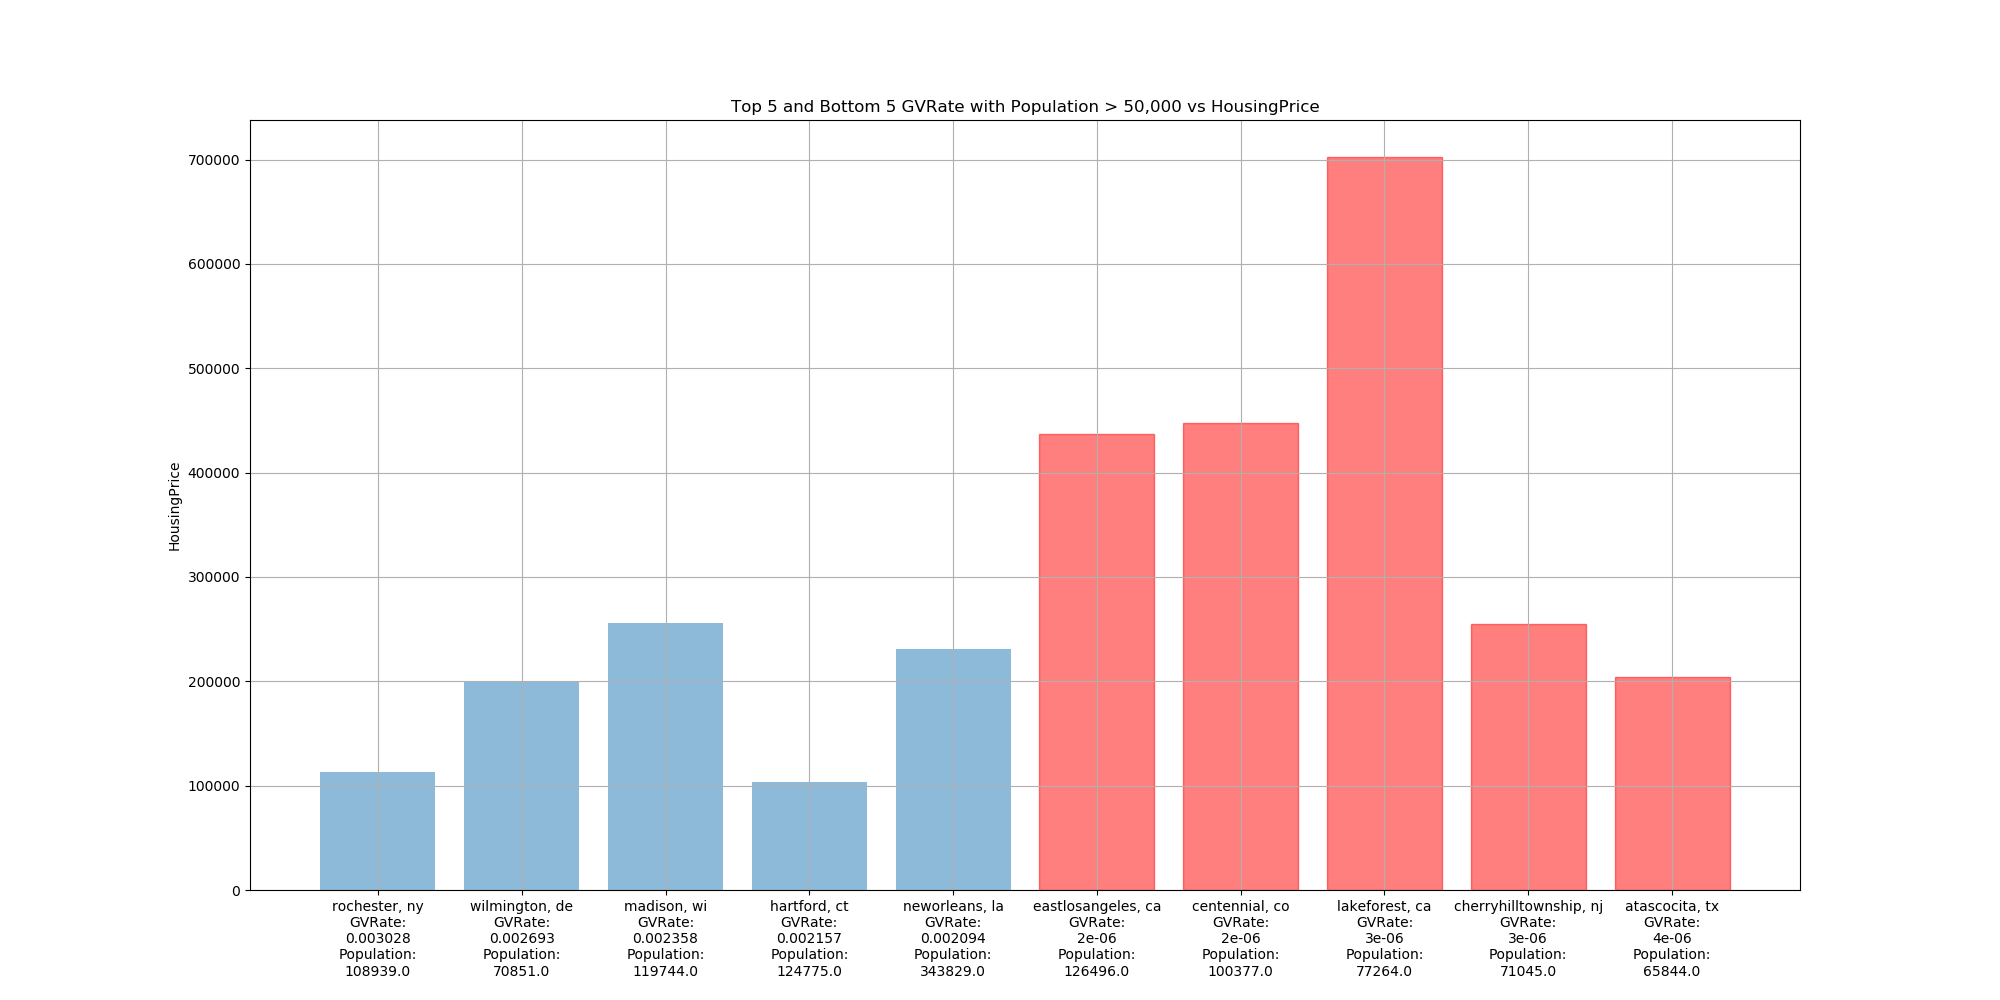 Top 5 and Bottom 5 GVRate with Population > 50,000 vs HousingPrice
HousingPrice
700000
600000
500000
400000
300000
200000
100000
0
rochester, ny
GVRate:
0.003028
Population:
108939.0
wilmington, de
GVRate:
0.002693
Population:
70851.0
madison, wi
GVRate:
0.002358
Population:
119744.0
hartford, ct
GVRate:
0.002157
Population:
124775.0
neworleans, la
GVRate:
0.002094
Population:
343829.0
eastlosangeles, ca
GVRate:
2e-06
Population:
126496.0
centennial, co
GVRate:
2e-06
Population:
100377.0
lakeforest, ca
GVRate:
3e-06
Population:
77264.0
cherryhilltownship, nj
GVRate:
3e-06
Population:
71045.0
atascocita, tx
GVRate:
4e-06
Population:
65844.0